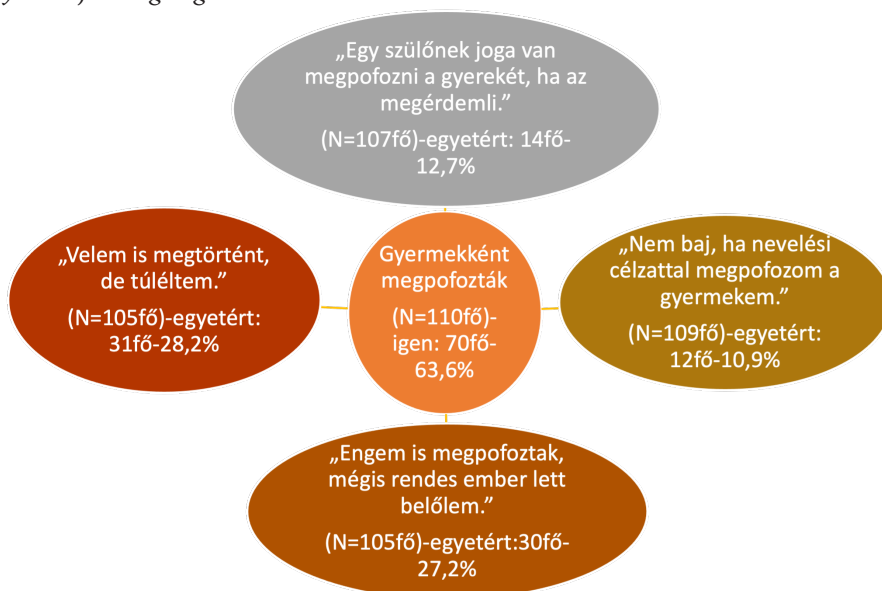 „Egy szülőnek joga van
megpofozni a gyerekét, ha az
megérdemli.”
(N=107fő)-egyetért: 14fő-
12,7%
„Velem is megtörtént,
de túléltem.”
(N=105fő)-egyetért:
31fő-28,2%
Gyermekként
megpofozták
(N=110fő)-
igen: 70fő-
63,6%
„Nem baj, ha nevelési
célzattal megpofozom a
gyermekem.”
(N=109fő)-egyetért:
12fő-10,9%
„Engem is megpofoztak,
mégis rendes ember lett
belőlem.”
(N=105fő)-egyetért:30fő-
27,2%